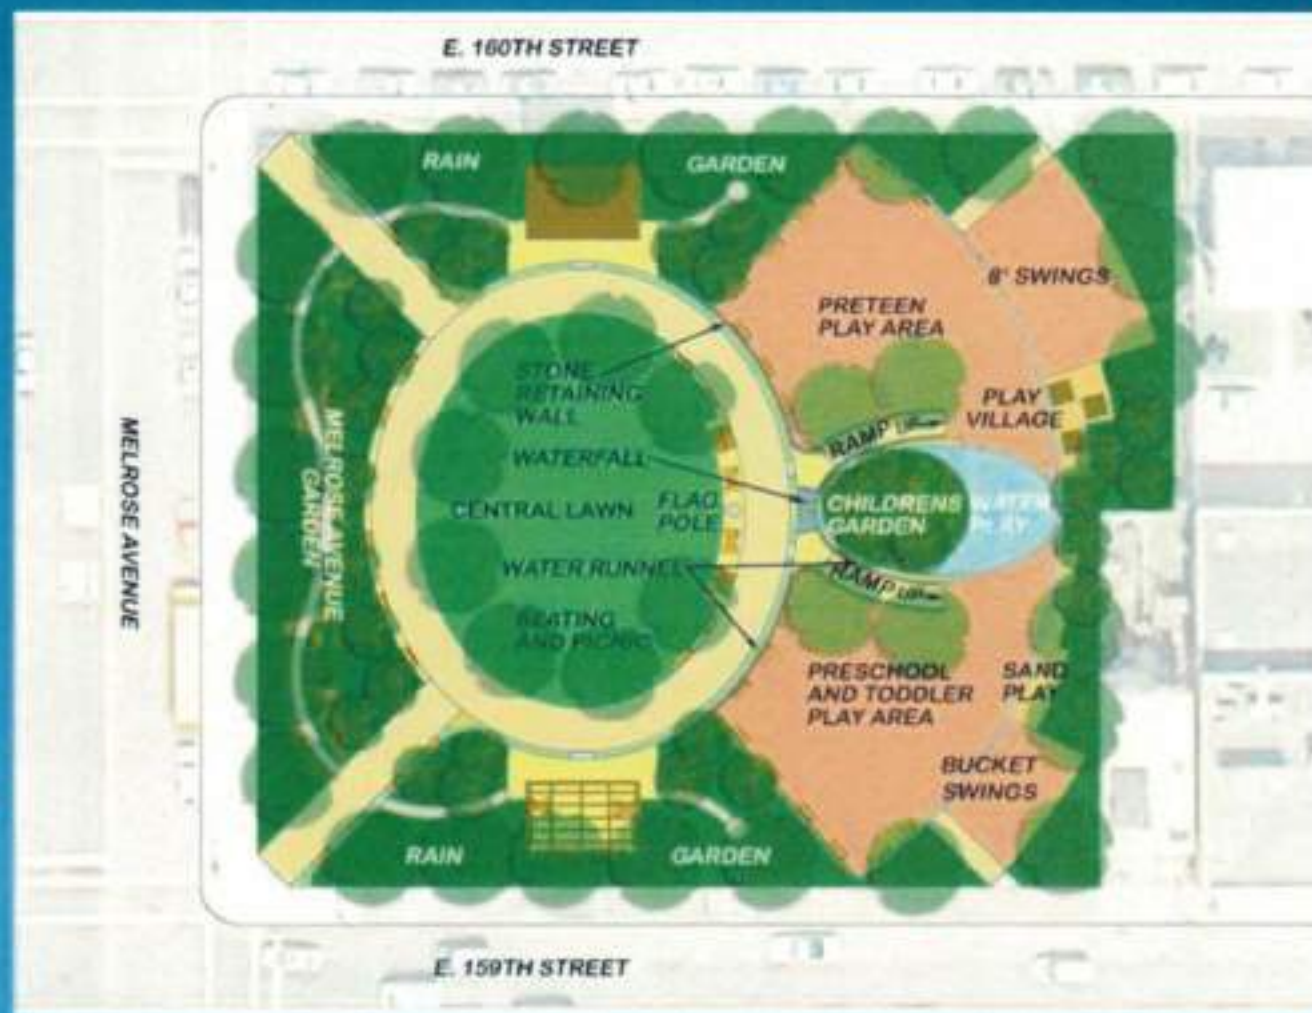 E. 160TH STREET
RAIN
GARDEN
8' SWINGS
PRETEEN
PLAY AREA
STONE
RETAINING
WALL
PLAY
VILLAGE
RAMP
WATERFALL
MELROSE AVENUE
MELROSE AVENUE
GARDEN
CENTRAL LAWN
FLAG
POLE
CHILDRENS
GARDEN
WATER
PLAY
WATER RUNNEL
RAMP
SEATING
AND PICNIC
PRESCHOOL
AND TODDLER
PLAY AREA
SAND
PLAY
BUCKET
SWINGS
RAIN
GARDEN
E. 159TH STREET